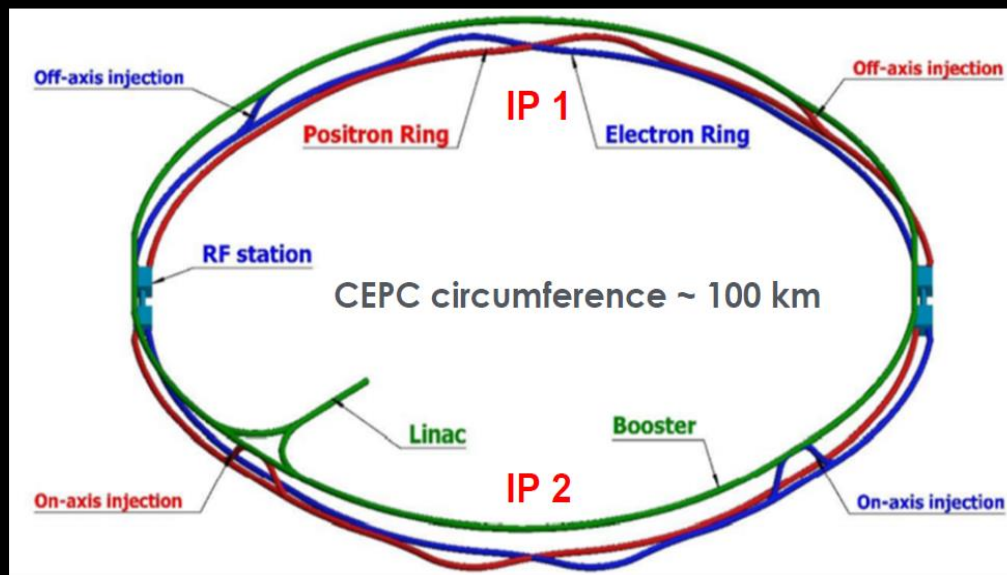 Off-axis injection
Off-axis injection
IP 1
Positron Ring
Electron Ring
RF station
CEPC circumference ~ 100 km
Linac
Booster
IP 2
On-axis injection
On-axis injection